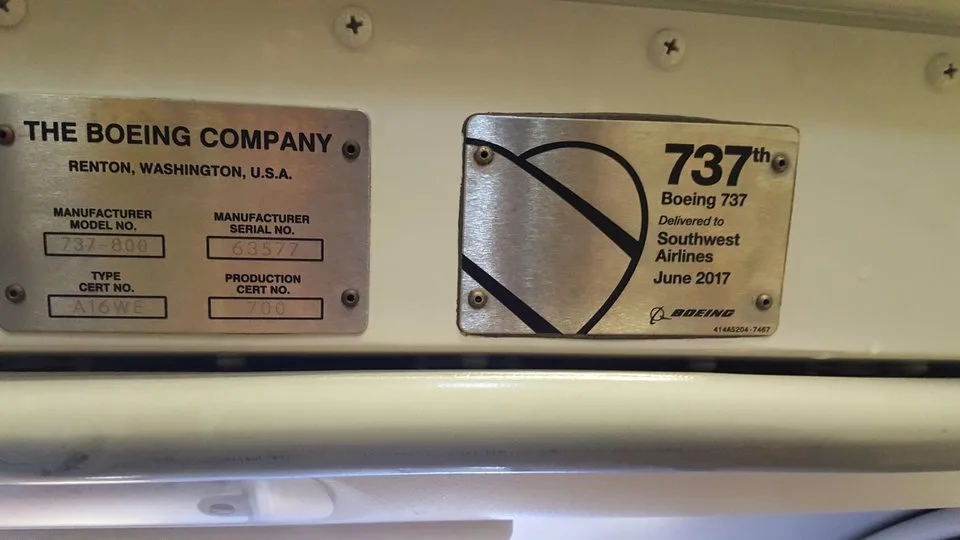 THE BOEING COMPANY
RENTON, WASHINGTON, U.S.A.
MANUFACTURER
MODEL NO.
737-800
MANUFACTURER
SERIAL NO.
63577
TYPE
CERT NO.
A16WE
PRODUCTION
CERT NO.
700
737th
Boeing 737
Delivered to
Southwest
Airlines
June 2017
BOEING
414A5204-7467